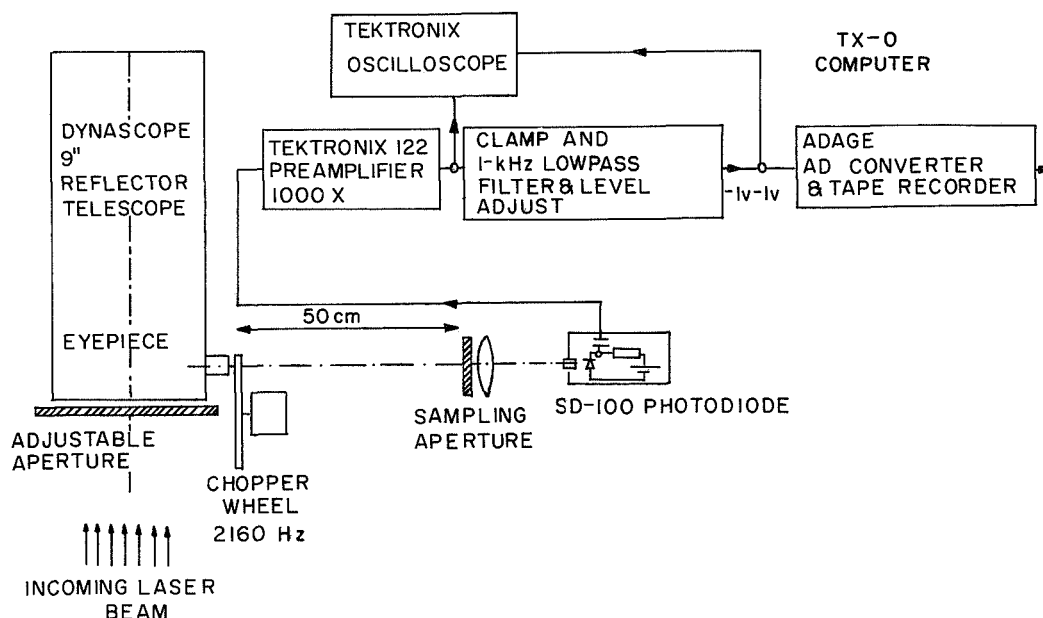 TEKTRONIX
OSCILLOSCOPE
TX-O
COMPUTER
DYNASCOPE
9"
REFLECTOR
TELESCOPE
TEKTRONIX 122
PREAMPLIFIER
1000 X
CLAMP AND
1-kHz LOWPASS
FILTER & LEVEL
ADJUST
-1v-1v
ADAGE
AD CONVERTER
& TAPE RECORDER
50 cm
EYEPIECE
SD-100 PHOTODIODE
SAMPLING
APERTURE
ADJUSTABLE
APERTURE
CHOPPER
WHEEL
2160 Hz
INCOMING LASER
BEAM